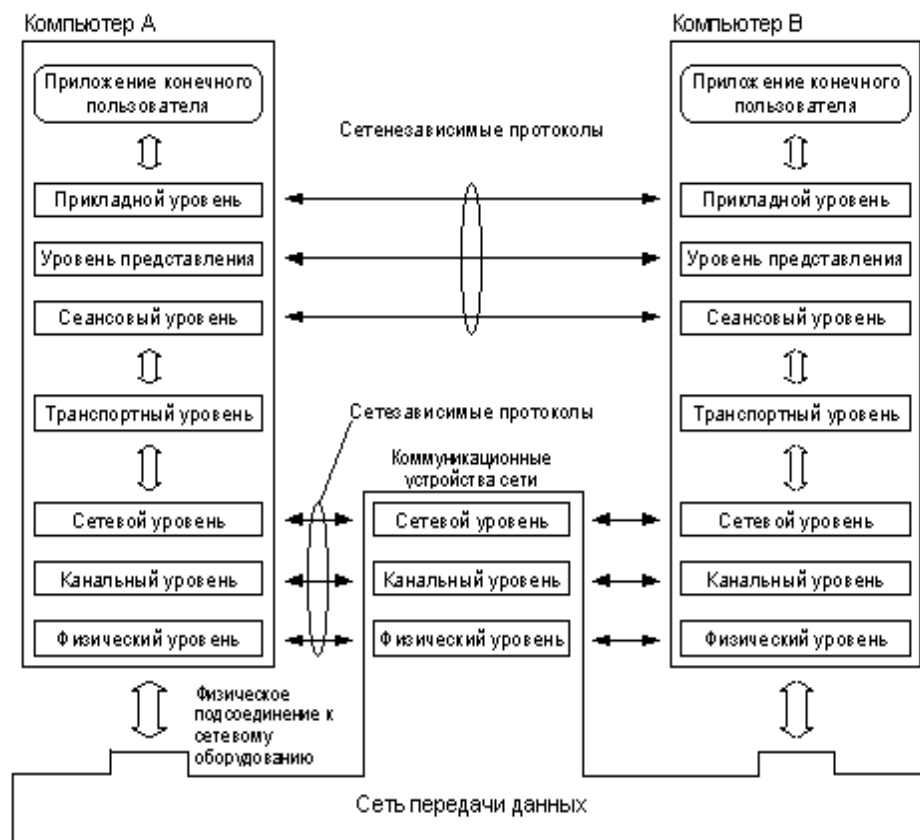 Компьютер А
Компьютер В
Приложение конечного
пользователя
Приложение конечного
пользователя
Сетенезависимые протоколы
Прикладной уровень
Прикладной уровень
Уровень представления
Уровень представления
Сеансовый уровень
Сеансовый уровень
Транспортный уровень
Сетезависимые протоколы
Транспортный уровень
Коммуникационные
устройства сети
Сетевой уровень
Сетевой уровень
Сетевой уровень
Канальный уровень
Канальный уровень
Канальный уровень
Физический уровень
Физический уровень
Физический уровень
Физическое
подсоединение к
сетевому
оборудованию
Сеть передачи данных